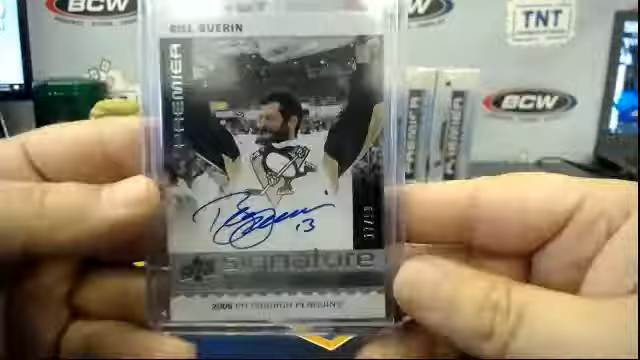 BCW
BCW
TNT
BILL GUERIN
PREMIER
BCW
PREMIER
13
Signature
2009 PITTSBURGH PENGUINS